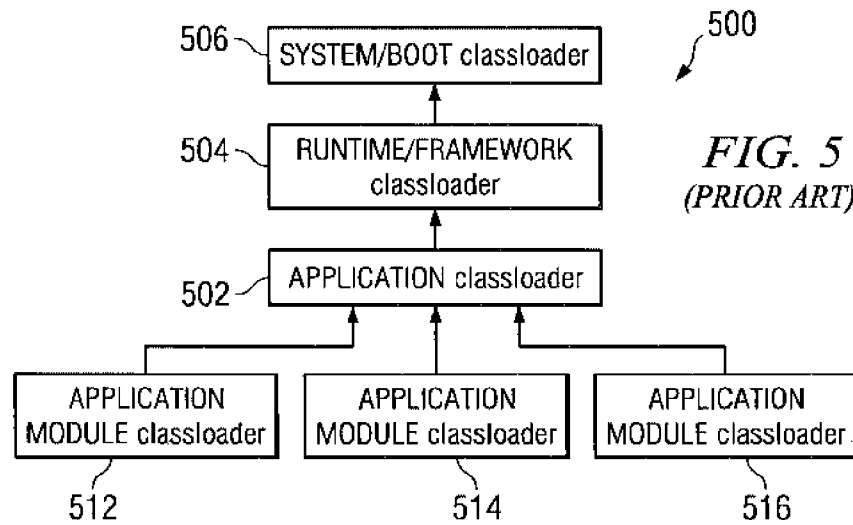 506
SYSTEM/BOOT classloader
500
504
RUNTIME/FRAMEWORK
classloader
FIG. 5
(PRIOR ART)
502
APPLICATION classloader
APPLICATION
MODULE classloader
APPLICATION
MODULE classloader
APPLICATION
MODULE classloader
512
514
516